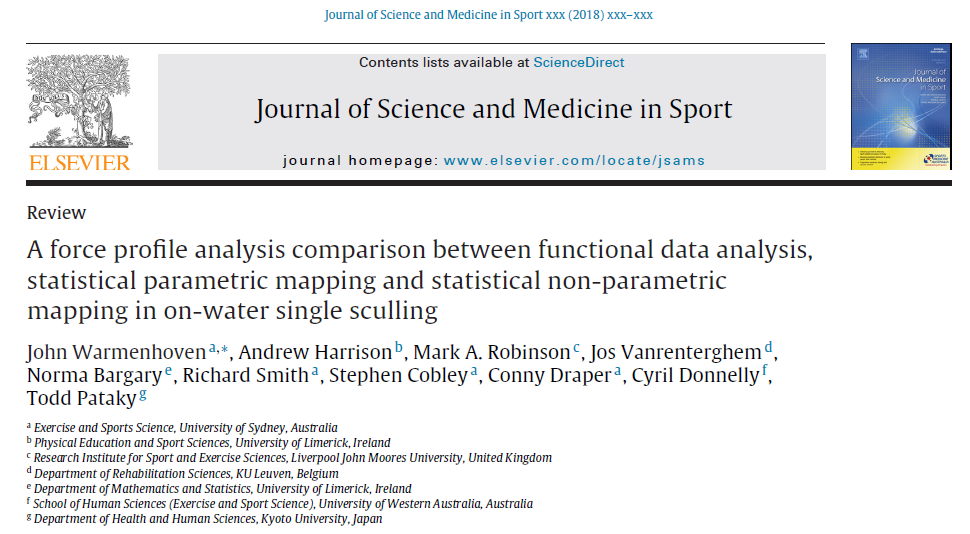 Journal of Science and Medicine in Sport xxx (2018) xxx–xxx
Contents lists available at ScienceDirect
Journal of Science and Medicine in Sport
journal homepage: www.elsevier.com/locate/jsams
ELSEVIER
Journal of
Science and Medicine
in Sport
Review
A force profile analysis comparison between functional data analysis,
statistical parametric mapping and statistical non-parametric
mapping in on-water single sculling
John Warmenhoven a,*, Andrew Harrison b, Mark A. Robinson c, Jos Vanrenterghem d,
Norma Bargary e, Richard Smith a, Stephen Cobley a, Conny Draper a, Cyril Donnelly f,
Todd Pataky g
a Exercise and Sports Science, University of Sydney, Australia
b Physical Education and Sport Sciences, University of Limerick, Ireland
c Research Institute for Sport and Exercise Sciences, Liverpool John Moores University, United Kingdom
d Department of Rehabilitation Sciences, KU Leuven, Belgium
e Department of Mathematics and Statistics, University of Limerick, Ireland
f School of Human Sciences (Exercise and Sport Science), University of Western Australia, Australia
g Department of Health and Human Sciences, Kyoto University, Japan